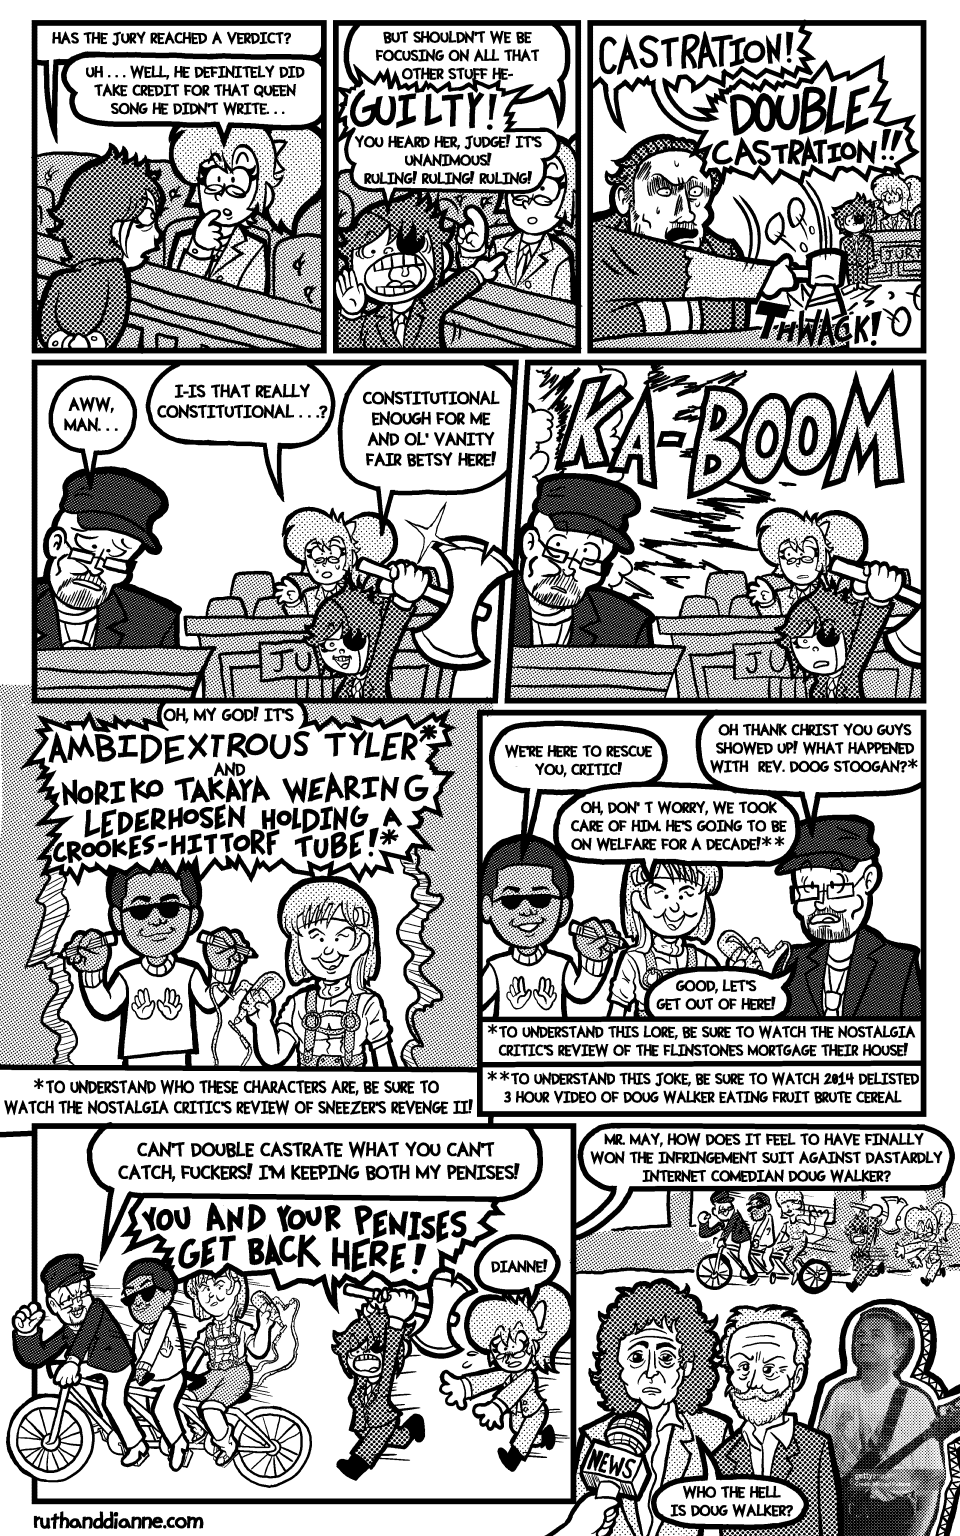 HAS THE JURY REACHED A VERDICT?
UH . . . WELL, HE DEFINITELY DID
TAKE CREDIT FOR THAT QUEEN
SONG HE DIDN'T WRITE. . .
BUT SHOULDN'T WE BE
FOCUSING ON ALL THAT
OTHER STUFF HE-
GUILTY!
YOU HEARD HER, JUDGE! IT'S
UNANIMOUS!
RULING! RULING! RULING!
CASTRATION!
DOUBLE
CASTRATION!!
JURY
THWACK!
AWW,
MAN. . .
I-IS THAT REALLY
CONSTITUTIONAL . . .?
CONSTITUTIONAL
ENOUGH FOR ME
AND OL' VANITY
FAIR BETSY HERE!
JU
KA-BOOM
JU
OH, MY GOD! IT'S
AMBIDEXTROUS TYLER*
AND
NORIKO TAKAYA WEARING
LEDERHOSEN HOLDING A
CROOKES-HITTORF TUBE!*
*TO UNDERSTAND WHO THESE CHARACTERS ARE, BE SURE TO
WATCH THE NOSTALGIA CRITIC'S REVIEW OF SNEEZER'S REVENGE II!
WE'RE HERE TO RESCUE
YOU, CRITIC!
OH THANK CHRIST YOU GUYS
SHOWED UP! WHAT HAPPENED
WITH REV. DOOG STOOGAN?*
OH, DON' T WORRY, WE TOOK
CARE OF HIM. HE'S GOING TO BE
ON WELFARE FOR A DECADE!**
GOOD, LET'S
GET OUT OF HERE!
*TO UNDERSTAND THIS LORE, BE SURE TO WATCH THE NOSTALGIA
CRITIC'S REVIEW OF THE FLINSTONES MORTGAGE THEIR HOUSE!
**TO UNDERSTAND THIS JOKE, BE SURE TO WATCH 2014 DELISTED
3 HOUR VIDEO OF DOUG WALKER EATING FRUIT BRUTE CEREAL
CAN'T DOUBLE CASTRATE WHAT YOU CAN'T
CATCH, FUCKERS! I'M KEEPING BOTH MY PENISES!
YOU AND YOUR PENISES
GET BACK HERE!
DIANNE!
MR. MAY, HOW DOES IT FEEL TO HAVE FINALLY
WON THE INFRINGEMENT SUIT AGAINST DASTARDLY
INTERNET COMEDIAN DOUG WALKER?
NEWS
WHO THE HELL
IS DOUG WALKER?
ruthanddianne.com